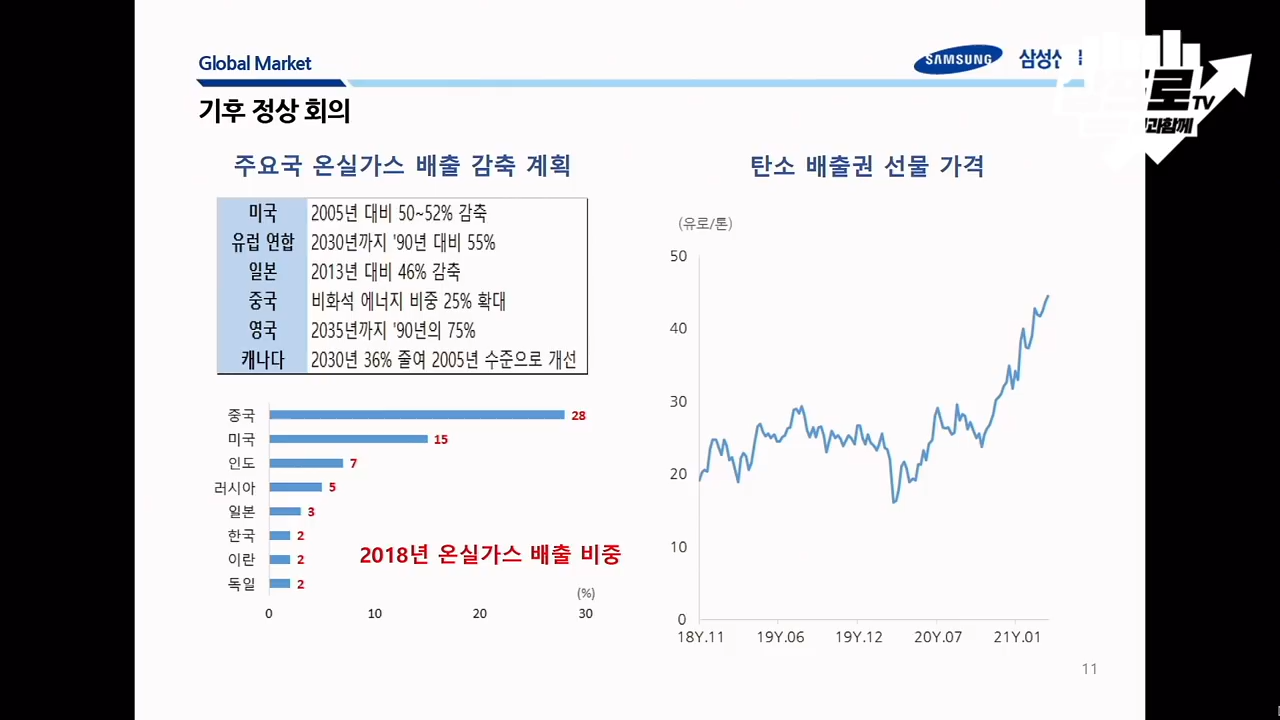 Global Market
SAMSUNG
기후 정상 회의
TV
과함께
주요국 온실가스 배출 감축 계획
미국 2005년 대비 50~52% 감축
유럽 연합 2030년까지 '90년 대비 55%
일본 2013년 대비 46% 감축
중국 비화석 에너지 비중 25% 확대
영국 2035년까지 '90년의 75%
캐나다 2030년 36% 줄여 2005년 수준으로 개선
중국 28
미국 15
인도 7
러시아 5
일본 3
한국 2
이란 2
독일 2
2018년 온실가스 배출 비중
(%)
0 10 20 30
탄소 배출권 선물 가격
(유로/톤)
50
40
30
20
10
0
18Y.11 19Y.06 19Y.12 20Y.07 21Y.01
11